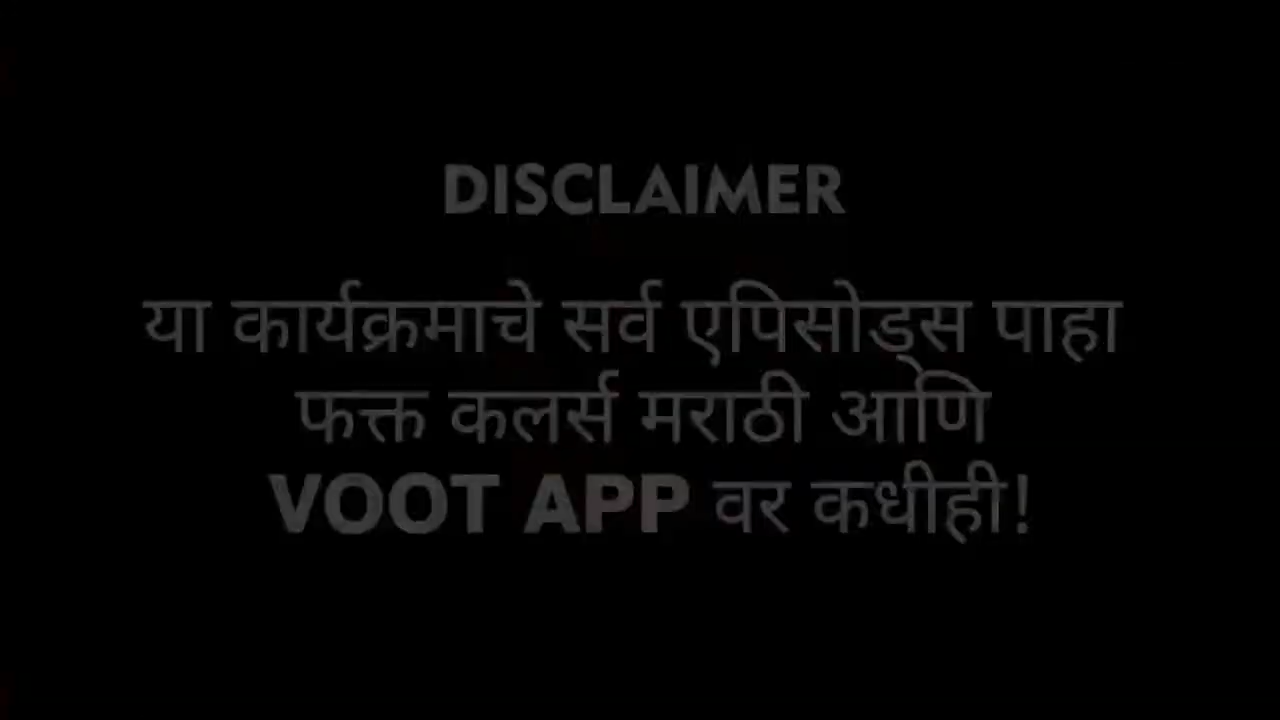 DISCLAIMER
या कार्यक्रमाचे सर्व एपिसोड्स पाहा
फक्त कलर्स मराठी आणि
VOOT APP वर कधीही!